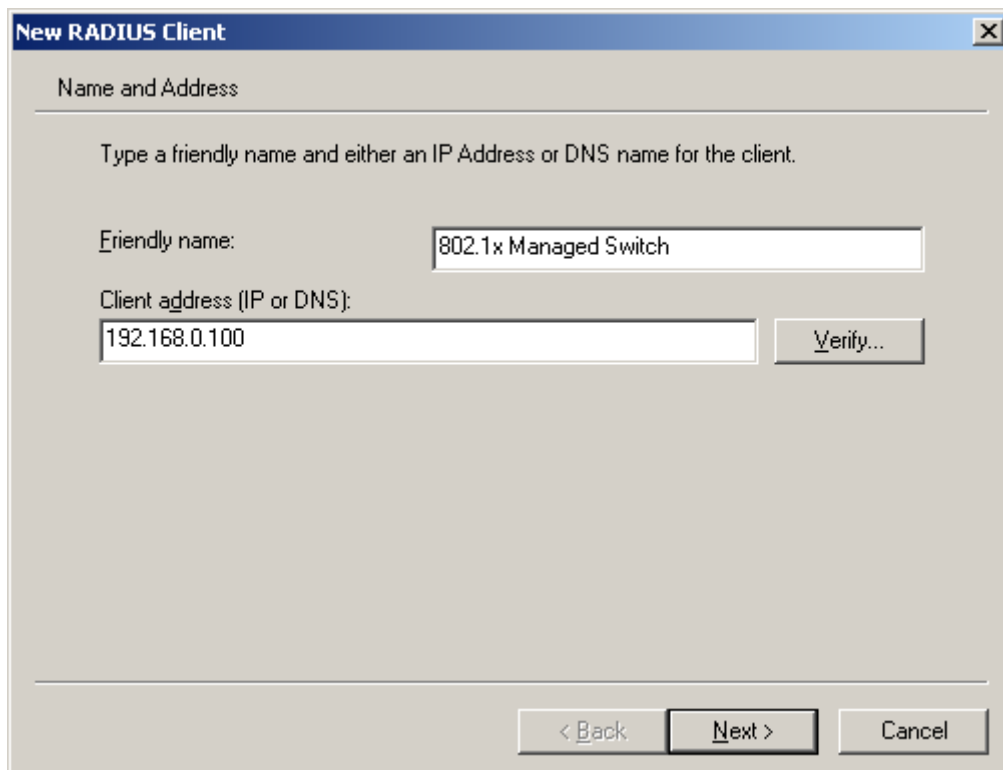 New RADIUS Client
Name and Address
Type a friendly name and either an IP Address or DNS name for the client.
Friendly name:
802.1x Managed Switch
Client address (IP or DNS):
192.168.0.100
Verify...
< Back
Next >
Cancel